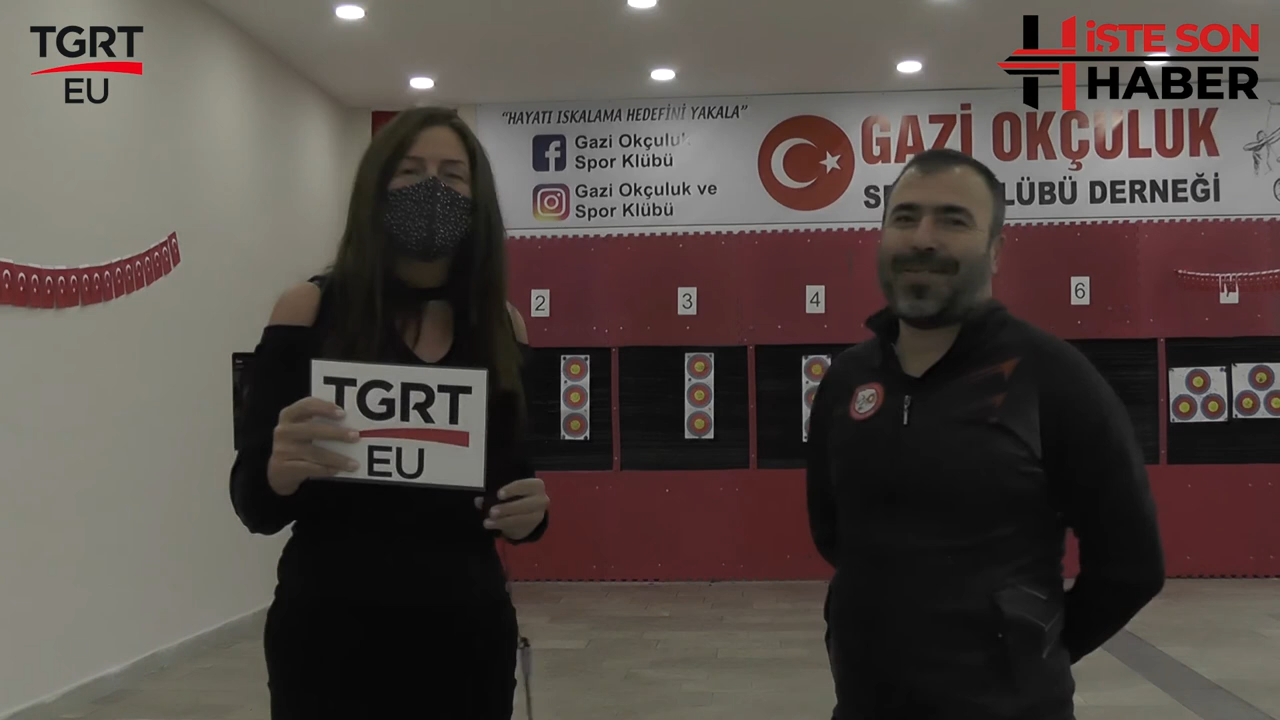 TGRT
EU
İŞTE SON
HABER
"HAYATI ISKALAMA HEDEFİNİ YAKALA"
Gazi Okçuluk
Spor Klübü
Gazi Okçuluk ve
Spor Klübü
GAZİ OKÇULUK
LÜBÜ DERNEĞİ
2
3
4
6
TGRT
EU